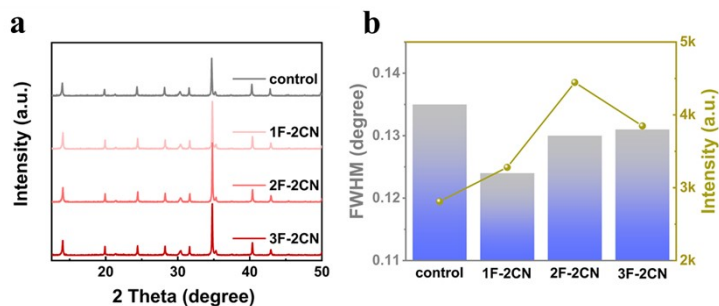 a
control
1F-2CN
2F-2CN
3F-2CN
Intensity (a.u.)
20
30
40
50
2 Theta (degree)
b
0.14
0.13
0.12
0.11
FWHM (degree)
5k
4k
3k
2k
Intensity (a.u.)
control
1F-2CN
2F-2CN
3F-2CN